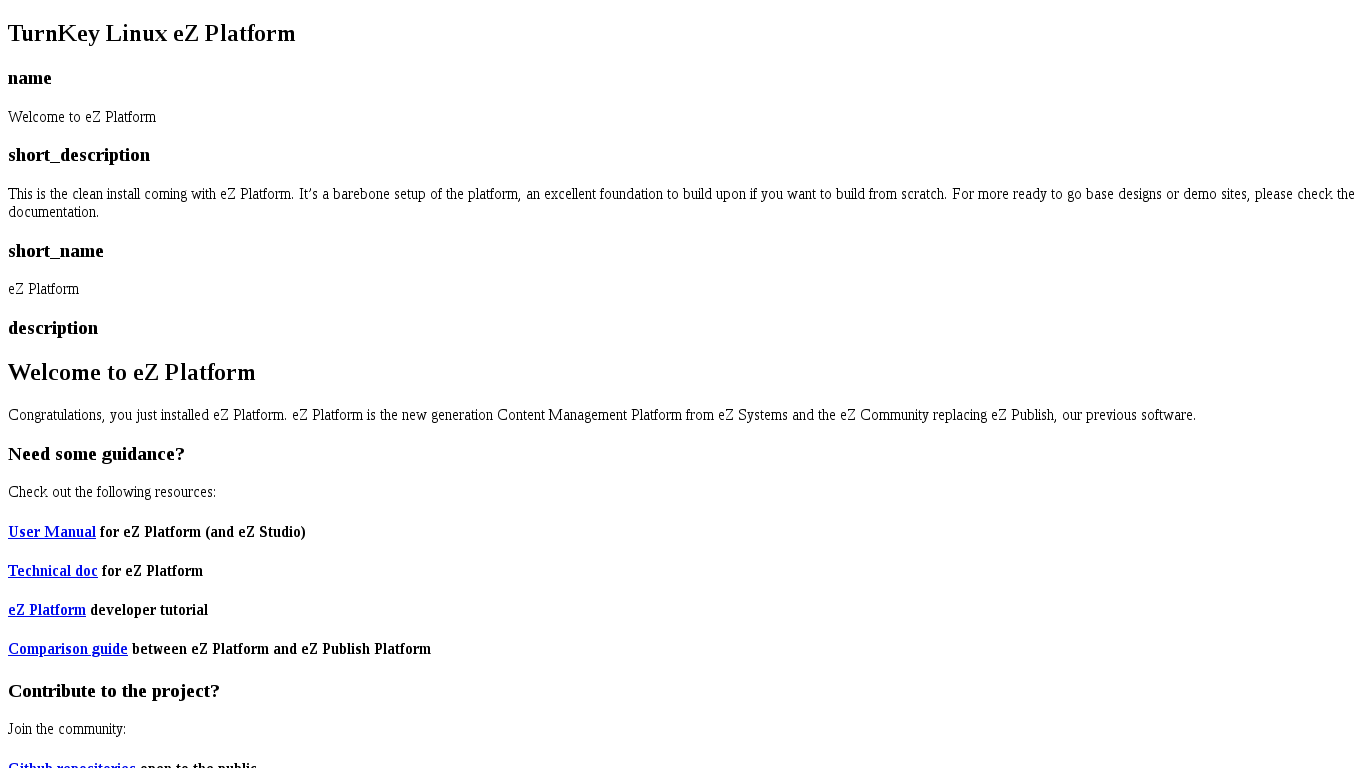 TurnKey Linux eZ Platform
name
Welcome to eZ Platform
short_description
This is the clean install coming with eZ Platform. It’s a barebone setup of the platform, an excellent foundation to build upon if you want to build from scratch. For more ready to go base designs or demo sites, please check the
documentation.
short_name
eZ Platform
description
Welcome to eZ Platform
Congratulations, you just installed eZ Platform. eZ Platform is the new generation Content Management Platform from eZ Systems and the eZ Community replacing eZ Publish, our previous software.
Need some guidance?
Check out the following resources:
User Manual for eZ Platform (and eZ Studio)
Technical doc for eZ Platform
eZ Platform developer tutorial
Comparison guide between eZ Platform and eZ Publish Platform
Contribute to the project?
Join the community:
Github repositories open to the public